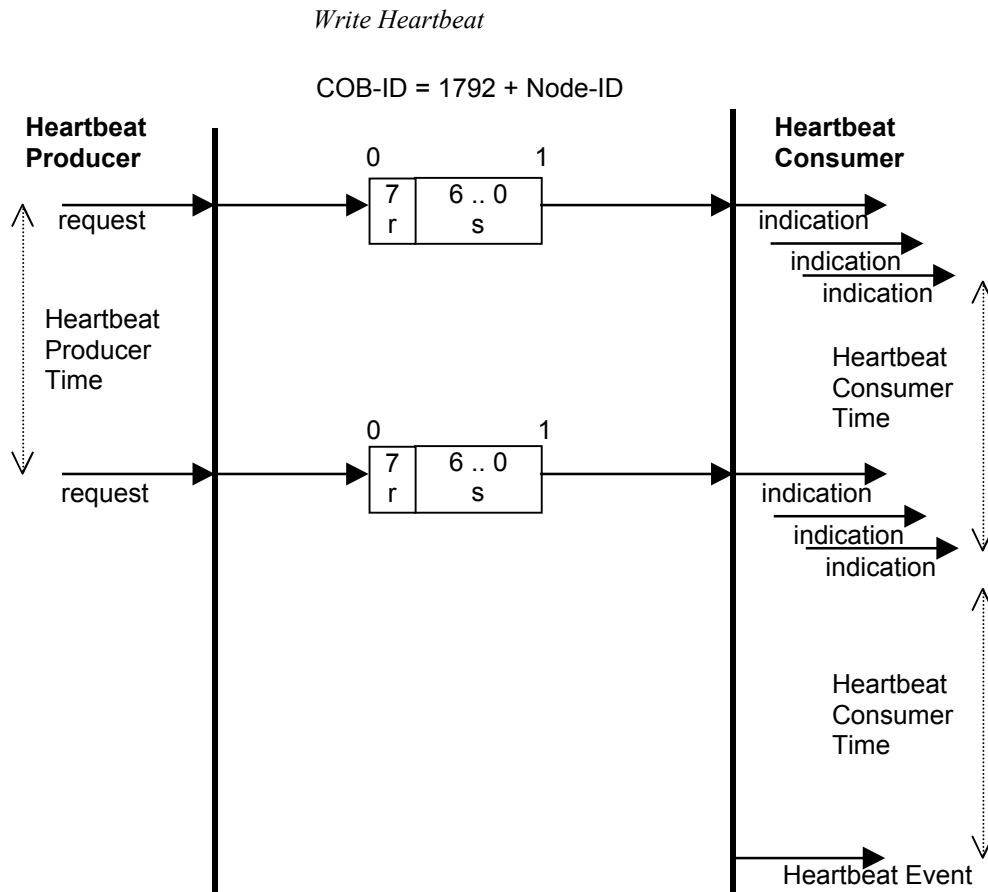 Write Heartbeat
COB-ID = 1792 + Node-ID
Heartbeat
Producer
Heartbeat
Consumer
0 1
7 6 .. 0
r s
request
indication
indication
indication
Heartbeat
Producer
Time
Heartbeat
Consumer
Time
0 1
7 6 .. 0
r s
request
indication
indication
indication
Heartbeat
Consumer
Time
Heartbeat Event